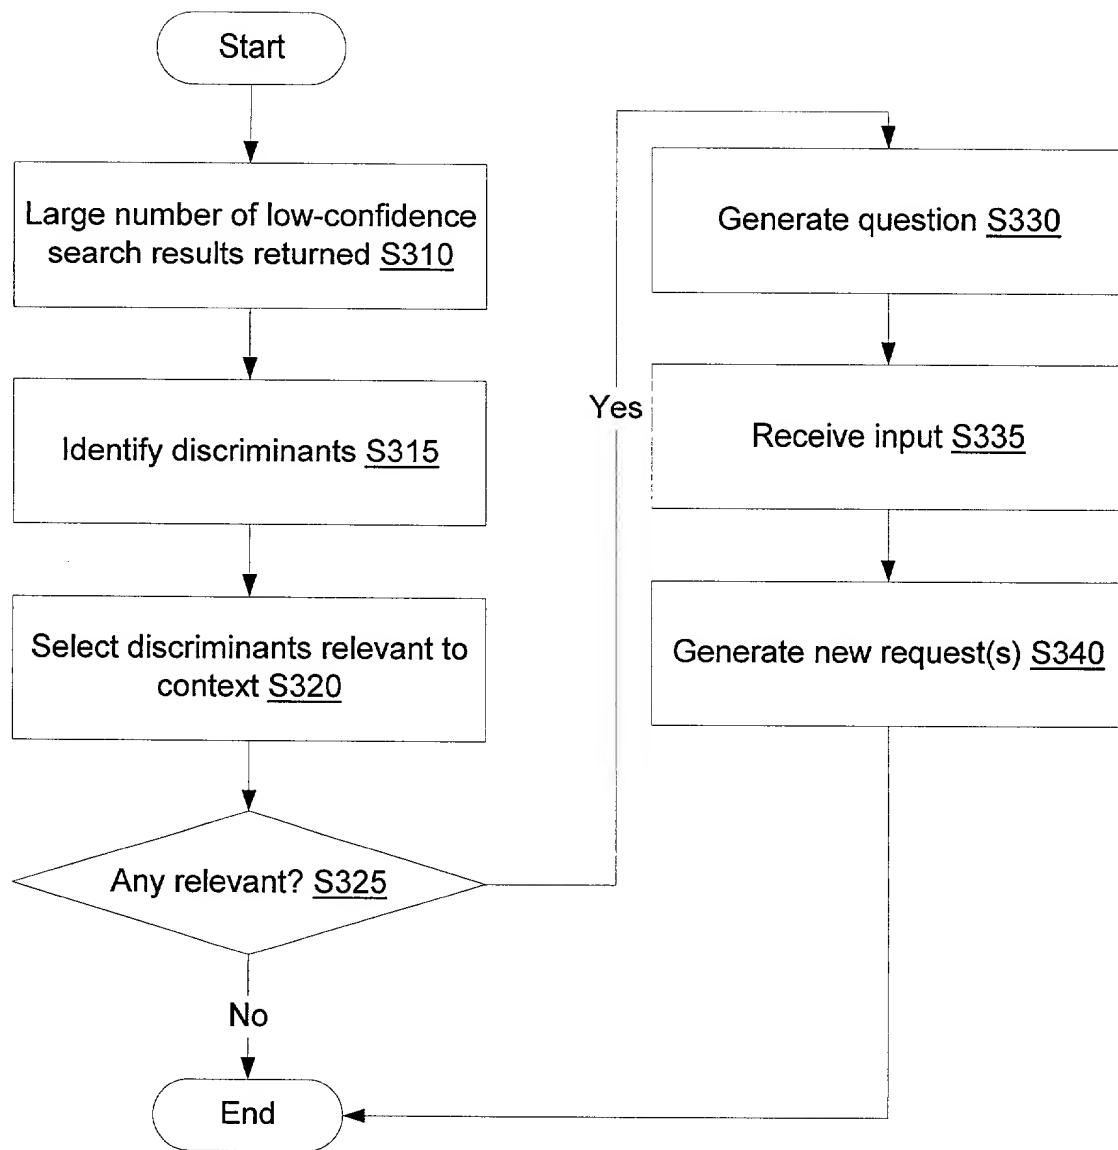 Start
Large number of low-confidence
search results returned S310
Identify discriminants S315
Select discriminants relevant to
context S320
Any relevant? S325
No
End
Yes
Generate question S330
Receive input S335
Generate new request(s) S340